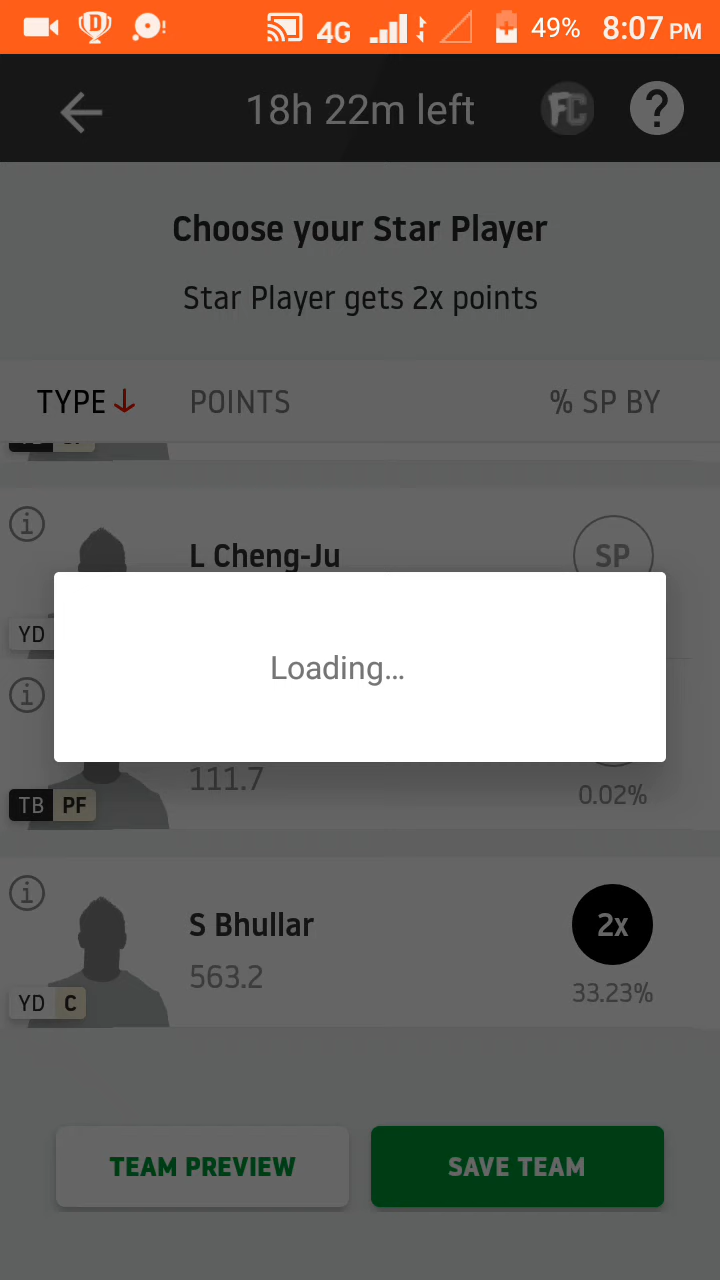 4G 49% 8:07 PM
18h 22m left FC ?
Choose your Star Player
Star Player gets 2x points
TYPE POINTS % SP BY
L Cheng-Ju SP
YD
Loading...
111.7
TB PF 0.02%
S Bhullar 2x
563.2
YD C 33.23%
TEAM PREVIEW SAVE TEAM